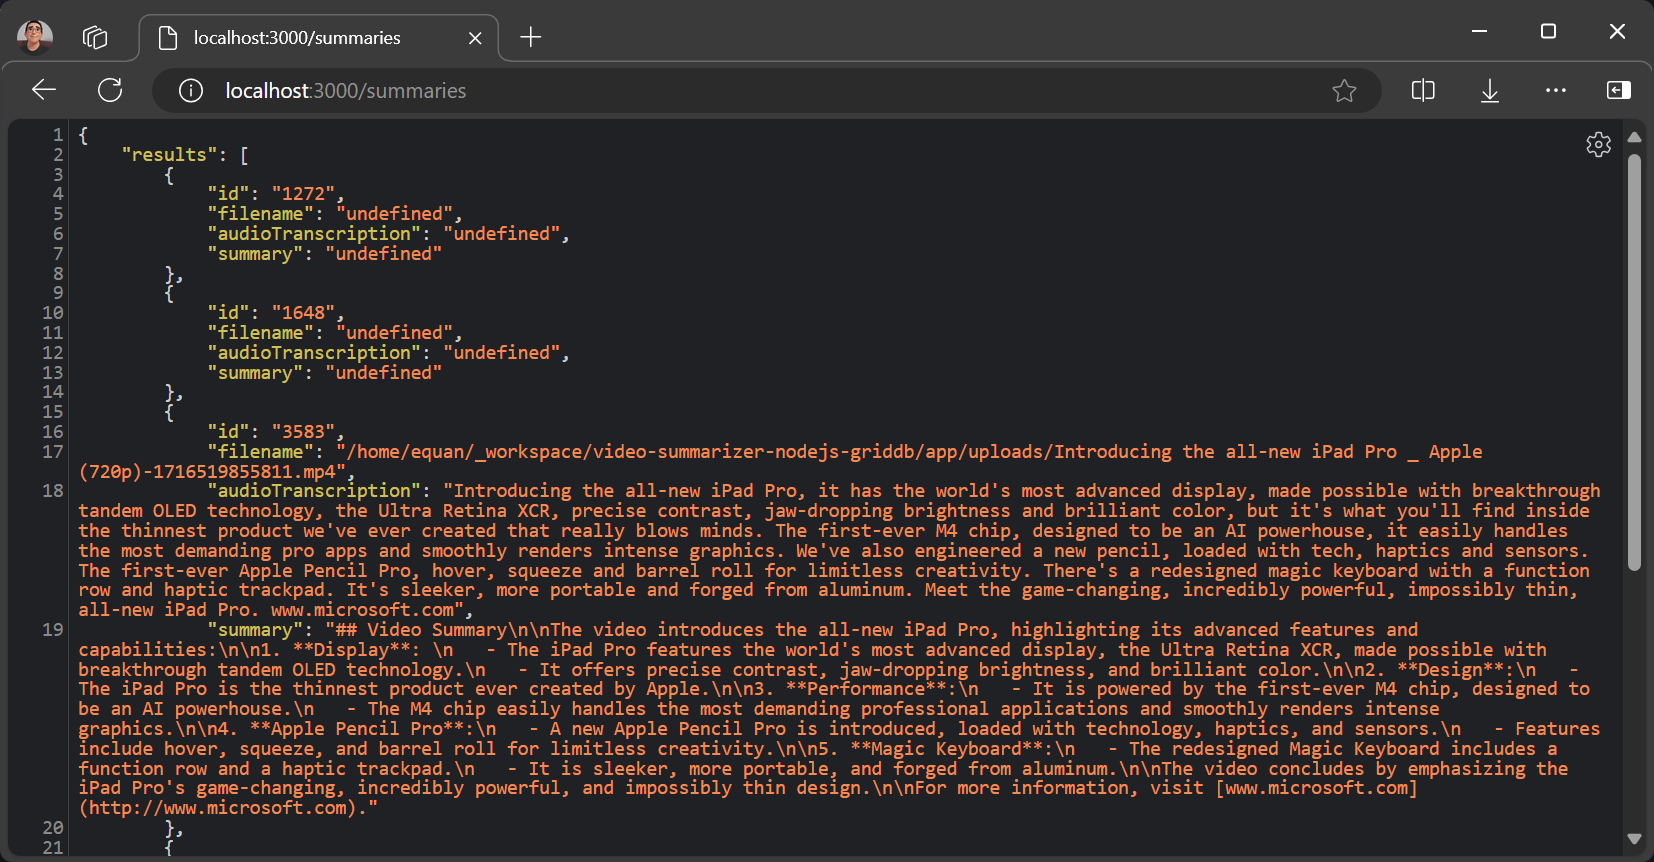 localhost:3000/summaries
localhost:3000/summaries
1 {
2 "results": [
3 {
4 "id": "1272",
5 "filename": "undefined",
6 "audioTranscription": "undefined",
7 "summary": "undefined"
8 },
9 {
10 "id": "1648",
11 "filename": "undefined",
12 "audioTranscription": "undefined",
13 "summary": "undefined"
14 },
15 {
16 "id": "3583",
17 "filename": "/home/equan/_workspace/video-summarizer-nodejs-griddb/app/uploads/Introducing the all-new iPad Pro _ Apple
(720p)-1716519855811.mp4",
18 "audioTranscription": "Introducing the all-new iPad Pro, it has the world's most advanced display, made possible with breakthrough
tandem OLED technology, the Ultra Retina XCR, precise contrast, jaw-dropping brightness and brilliant color, but it's what you'll find inside
the thinnest product we've ever created that really blows minds. The first-ever M4 chip, designed to be an AI powerhouse, it easily handles
the most demanding pro apps and smoothly renders intense graphics. We've also engineered a new pencil, loaded with tech, haptics and sensors.
The first-ever Apple Pencil Pro, hover, squeeze and barrel roll for limitless creativity. There's a redesigned magic keyboard with a function
row and haptic trackpad. It's sleeker, more portable and forged from aluminum. Meet the game-changing, incredibly powerful, impossibly thin,
all-new iPad Pro. www.microsoft.com",
19 "summary": "## Video Summary\n\nThe video introduces the all-new iPad Pro, highlighting its advanced features and
capabilities:\n\n1. **Display**: \n   - The iPad Pro features the world's most advanced display, the Ultra Retina XCR, made possible with
breakthrough tandem OLED technology.\n   - It offers precise contrast, jaw-dropping brightness, and brilliant color.\n\n2. **Design**:\n   -
The iPad Pro is the thinnest product ever created by Apple.\n\n3. **Performance**:\n   - It is powered by the first-ever M4 chip, designed to
be an AI powerhouse.\n   - The M4 chip easily handles the most demanding professional applications and smoothly renders intense
graphics.\n\n4. **Apple Pencil Pro**:\n   - A new Apple Pencil Pro is introduced, loaded with technology, haptics, and sensors.\n   - Features
include hover, squeeze, and barrel roll for limitless creativity.\n\n5. **Magic Keyboard**:\n   - The redesigned Magic Keyboard includes a
function row and a haptic trackpad.\n   - It is sleeker, more portable, and forged from aluminum.\n\nThe video concludes by emphasizing the
iPad Pro's game-changing, incredibly powerful, and impossibly thin design.\n\nFor more information, visit [www.microsoft.com]
(http://www.microsoft.com)."
20 },
21 {